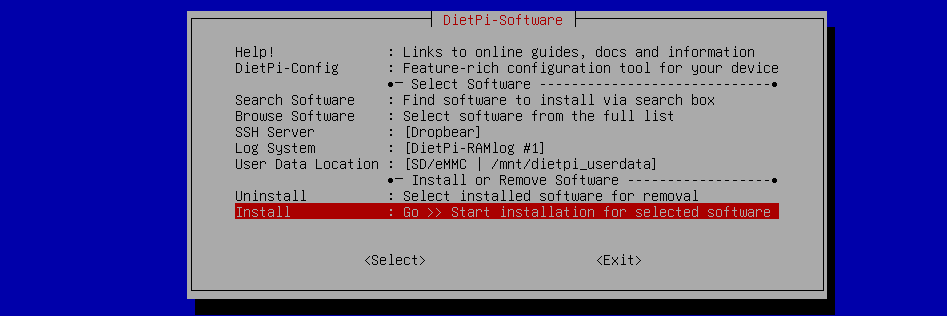 DietPi-Software
Help! : Links to online guides, docs and information
DietPi-Config : Feature-rich configuration tool for your device
●─ Select Software -----------------------------●
Search Software : Find software to install via search box
Browse Software : Select software from the full list
SSH Server : [Dropbear]
Log System : [DietPi-RAMlog #1]
User Data Location : [SD/eMMC | /mnt/dietpi_userdata]
●─ Install or Remove Software ------------------●
Uninstall : Select installed software for removal
Install : Go >> Start installation for selected software
<Select> <Exit>